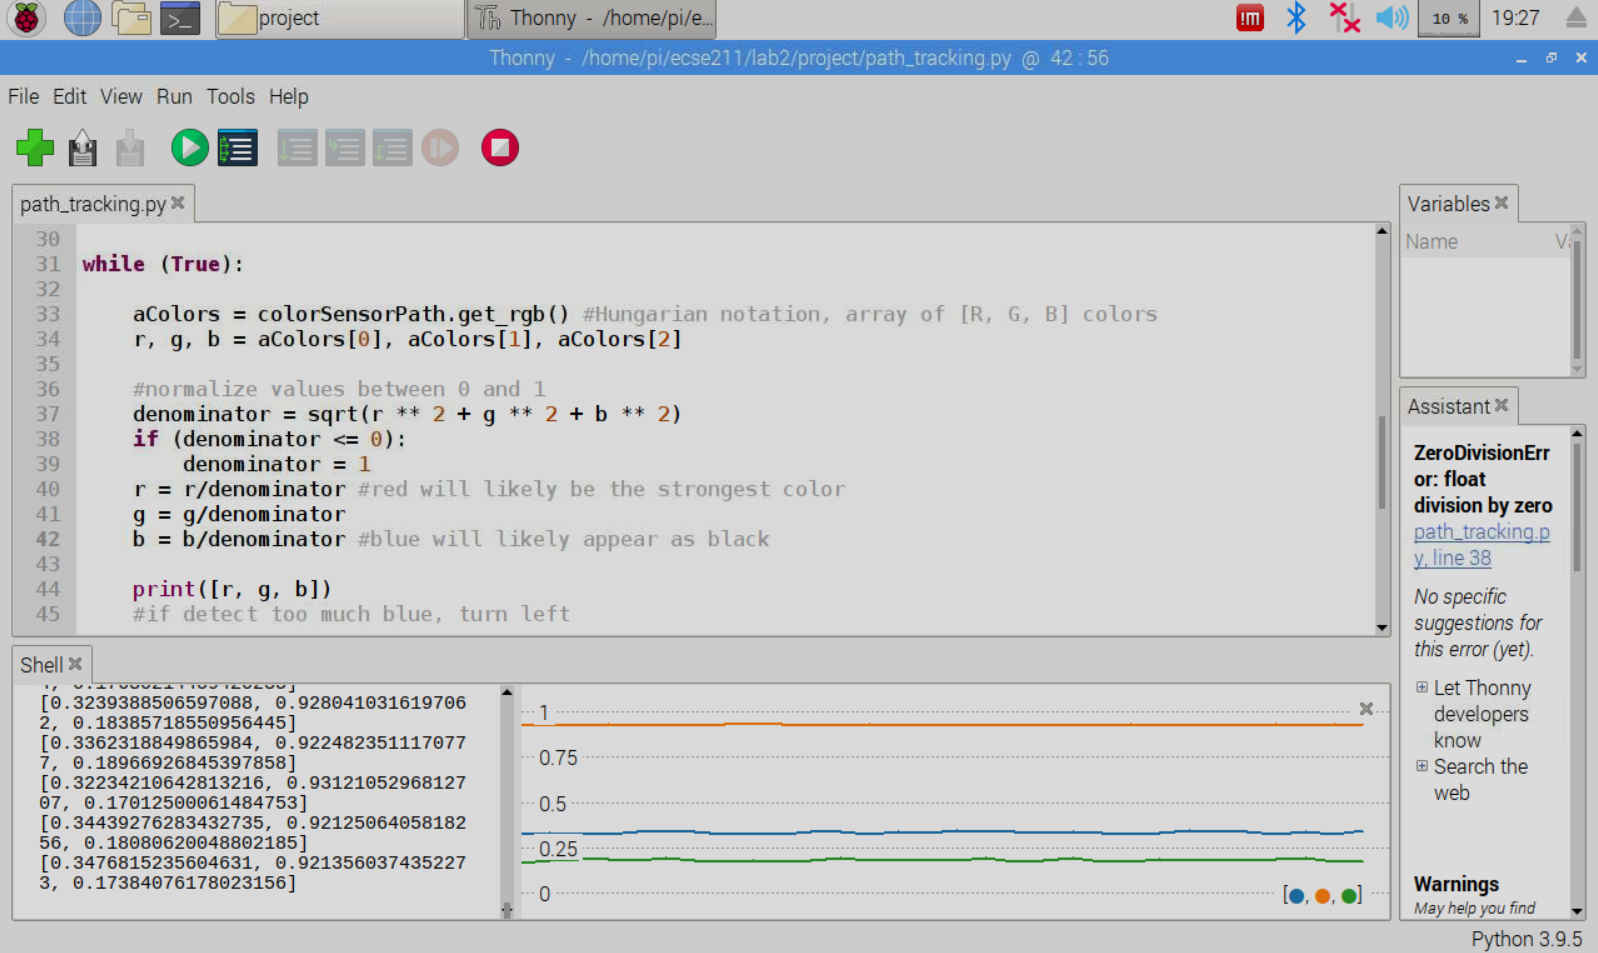 project
Thonny - /home/pi/e...
10 %
19:27
Thonny - /home/pi/ecse211/lab2/project/path_tracking.py @ 42 : 56
File Edit View Run Tools Help
path_tracking.py
30
31 while (True):
32
33 aColors = colorSensorPath.get_rgb() #Hungarian notation, array of [R, G, B] colors
34 r, g, b = aColors[0], aColors[1], aColors[2]
35
36 #normalize values between 0 and 1
37 denominator = sqrt(r ** 2 + g ** 2 + b ** 2)
38 if (denominator <= 0):
39 denominator = 1
40 r = r/denominator #red will likely be the strongest color
41 g = g/denominator
42 b = b/denominator #blue will likely appear as black
43
44 print([r, g, b])
45 #if detect too much blue, turn left
Shell
[0.3239388506597088, 0.928041031619706
2, 0.18385718550956445]
[0.3362318849865984, 0.922482351117077
7, 0.18966926845397858]
[0.32234210642813216, 0.93121052968127
07, 0.17012500061484753]
[0.34439276283432735, 0.92125064058182
56, 0.18080620048802185]
[0.3476815235604631, 0.921356037435227
3, 0.17384076178023156]
1
0.75
0.5
0.25
0
[●, ●, ●]
Variables
Name
Assistant
ZeroDivisionErr
or: float
division by zero
path_tracking.p
y, line 38
No specific
suggestions for
this error (yet).
Let Thonny
developers
know
Search the
web
Warnings
May help you find
Python 3.9.5